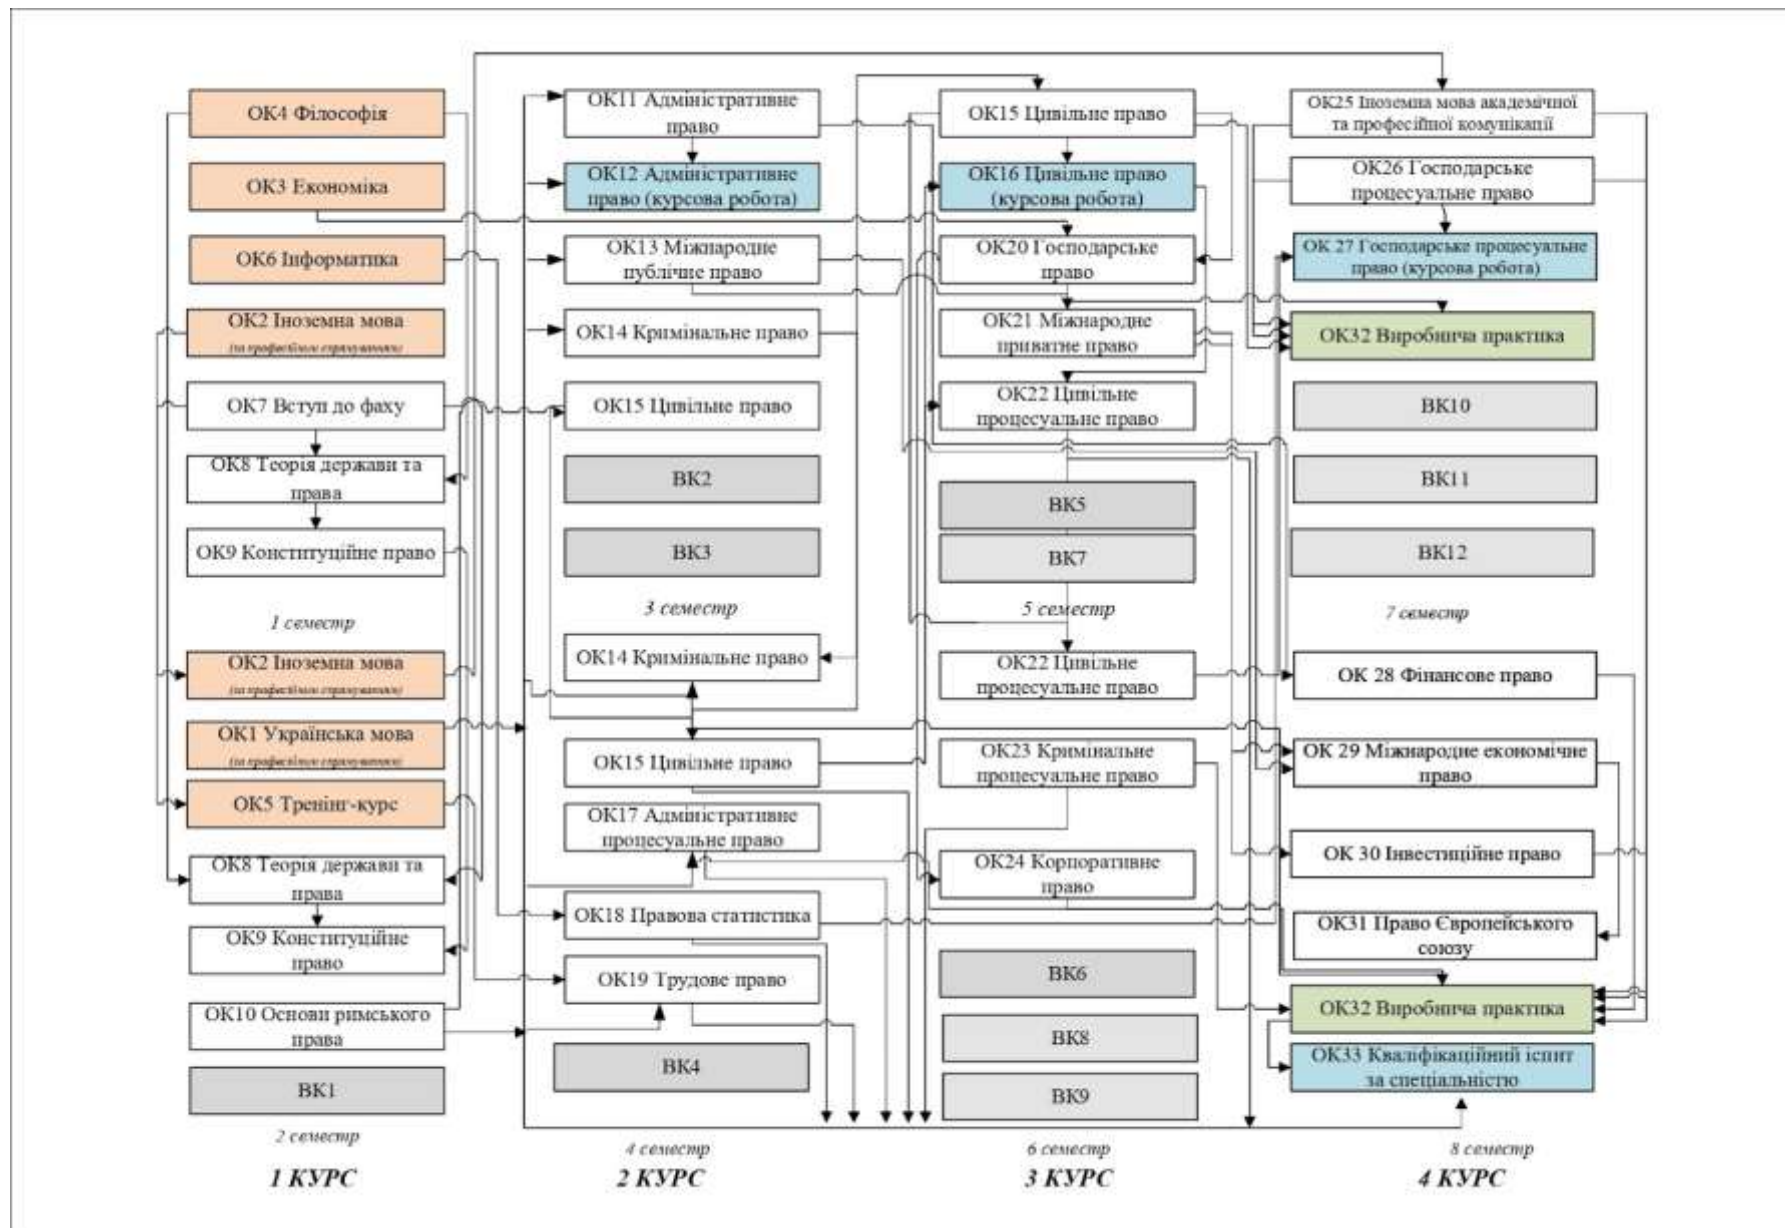 ОК4 Філософія
ОК3 Економіка
ОК6 Інформатика
ОК2 Іноземна мова
(за професійним спрямуванням)
ОК7 Вступ до фаху
ОК8 Теорія держави та
права
ОК9 Конституційне право
1 семестр
ОК2 Іноземна мова
(за професійним спрямуванням)
ОК1 Українська мова
(за професійним спрямуванням)
ОК5 Тренінг-курс
ОК8 Теорія держави та
права
ОК9 Конституційне
право
ОК10 Основи римського
права
ВК1
2 семестр
1 КУРС
ОК11 Адміністративне
право
ОК12 Адміністративне
право (курсова робота)
ОК13 Міжнародне
публічне право
ОК14 Кримінальне право
ОК15 Цивільне право
ВК2
ВК3
3 семестр
ОК14 Кримінальне право
ОК15 Цивільне право
ОК17 Адміністративне
процесуальне право
ОК18 Правова статистика
ОК19 Трудове право
ВК4
4 семестр
2 КУРС
ОК15 Цивільне право
ОК16 Цивільне право
(курсова робота)
ОК20 Господарське
право
ОК21 Міжнародне
приватне право
ОК22 Цивільне
процесуальне право
ВК5
ВК7
5 семестр
ОК22 Цивільне
процесуальне право
ОК23 Кримінальне
процесуальне право
ОК24 Корпоративне
право
ВК6
ВК8
ВК9
6 семестр
3 КУРС
ОК25 Іноземна мова академічної
та професійної комунікації
ОК26 Господарське
процесуальне право
ОК 27 Господарське процесуальне
право (курсова робота)
ОК32 Виробнича практика
ВК10
ВК11
ВК12
7 семестр
ОК 28 Фінансове право
ОК 29 Міжнародне економічне
право
ОК 30 Інвестиційне право
ОК31 Право Європейського
союзу
ОК32 Виробнича практика
ОК33 Кваліфікаційний іспит
за спеціальністю
8 семестр
4 КУРС